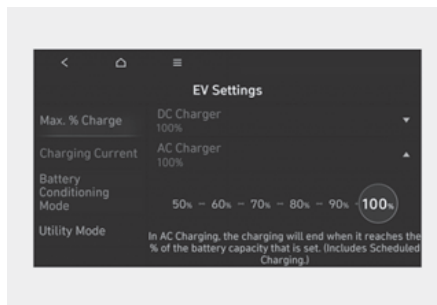 EV Settings
Max. % Charge
DC Charger
100%
Charging Current
AC Charger
100%
Battery
Conditioning
Mode
50% - 60% - 70% - 80% - 90% - 100%
Utility Mode
In AC Charging, the charging will end when it reaches the
% of the battery capacity that is set. (Includes Scheduled
Charging.)